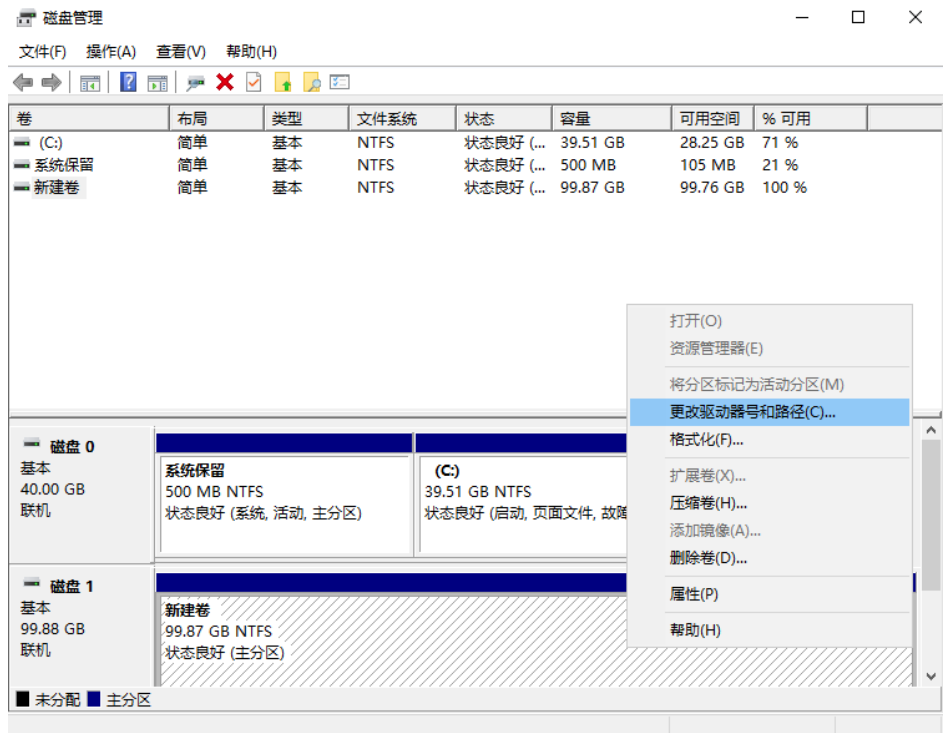 磁盘管理
文件(F) 操作(A) 查看(V) 帮助(H)
卷 布局 类型 文件系统 状态 容量 可用空间 % 可用
(C:) 简单 基本 NTFS 状态良好 (... 39.51 GB 28.25 GB 71 %
系统保留 简单 基本 NTFS 状态良好 (... 500 MB 105 MB 21 %
新建卷 简单 基本 NTFS 状态良好 (... 99.87 GB 99.76 GB 100 %
打开(O)
资源管理器(E)
将分区标记为活动分区(M)
更改驱动器号和路径(C)...
格式化(F)...
扩展卷(X)...
压缩卷(H)...
添加镜像(A)...
删除卷(D)...
属性(P)
帮助(H)
磁盘 0
基本
40.00 GB
联机
系统保留
500 MB NTFS
状态良好 (系统, 活动, 主分区)
(C:)
39.51 GB NTFS
状态良好 (启动, 页面文件, 故障
磁盘 1
基本
99.88 GB
联机
新建卷
99.87 GB NTFS
状态良好 (主分区)
未分配 主分区